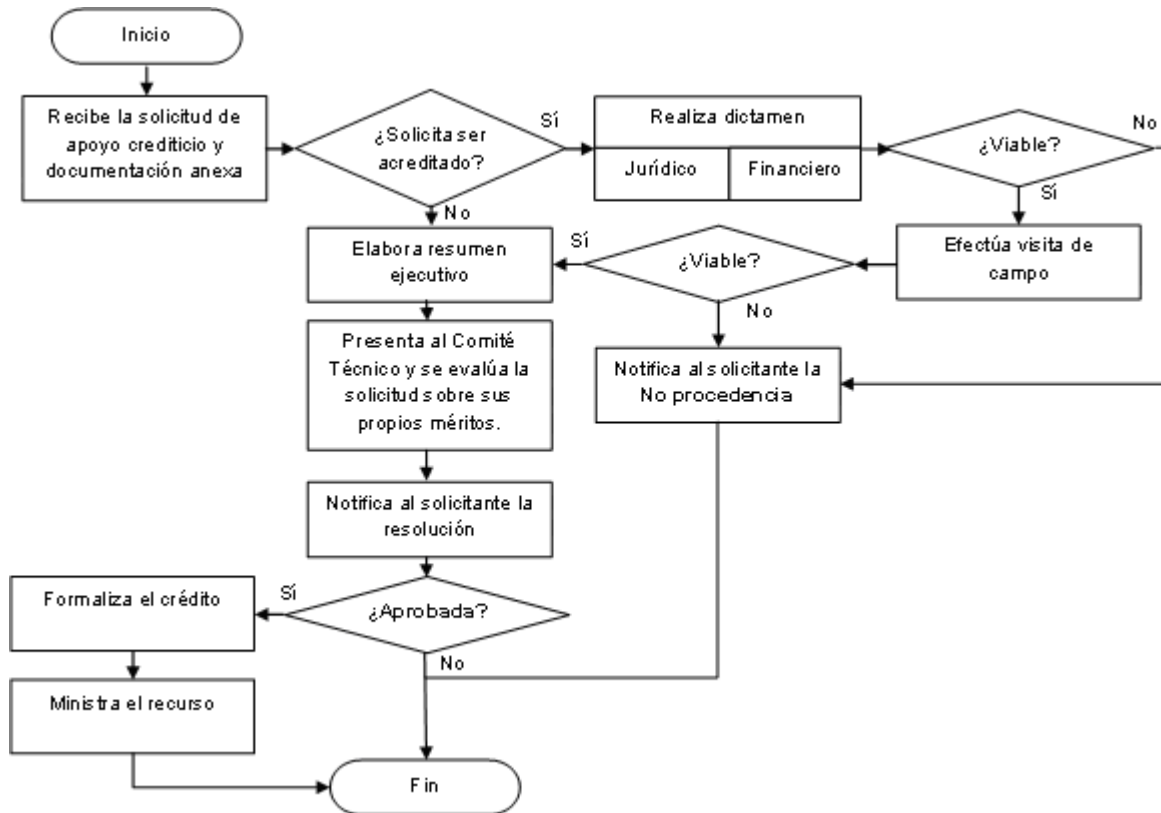 Inicio
Recibe la solicitud de
apoyo crediticio y
documentación anexa
¿Solicita ser
acreditado?
Sí
No
Realiza dictamen
Jurídico
Financiero
¿Viable?
No
Sí
Efectúa visita de
campo
¿Viable?
Sí
No
Elabora resumen
ejecutivo
Presenta al Comité
Técnico y se evalúa la
solicitud sobre sus
propios méritos.
Notifica al solicitante la
No procedencia
Notifica al solicitante la
resolución
¿Aprobada?
Sí
No
Formaliza el crédito
Ministra el recurso
Fin